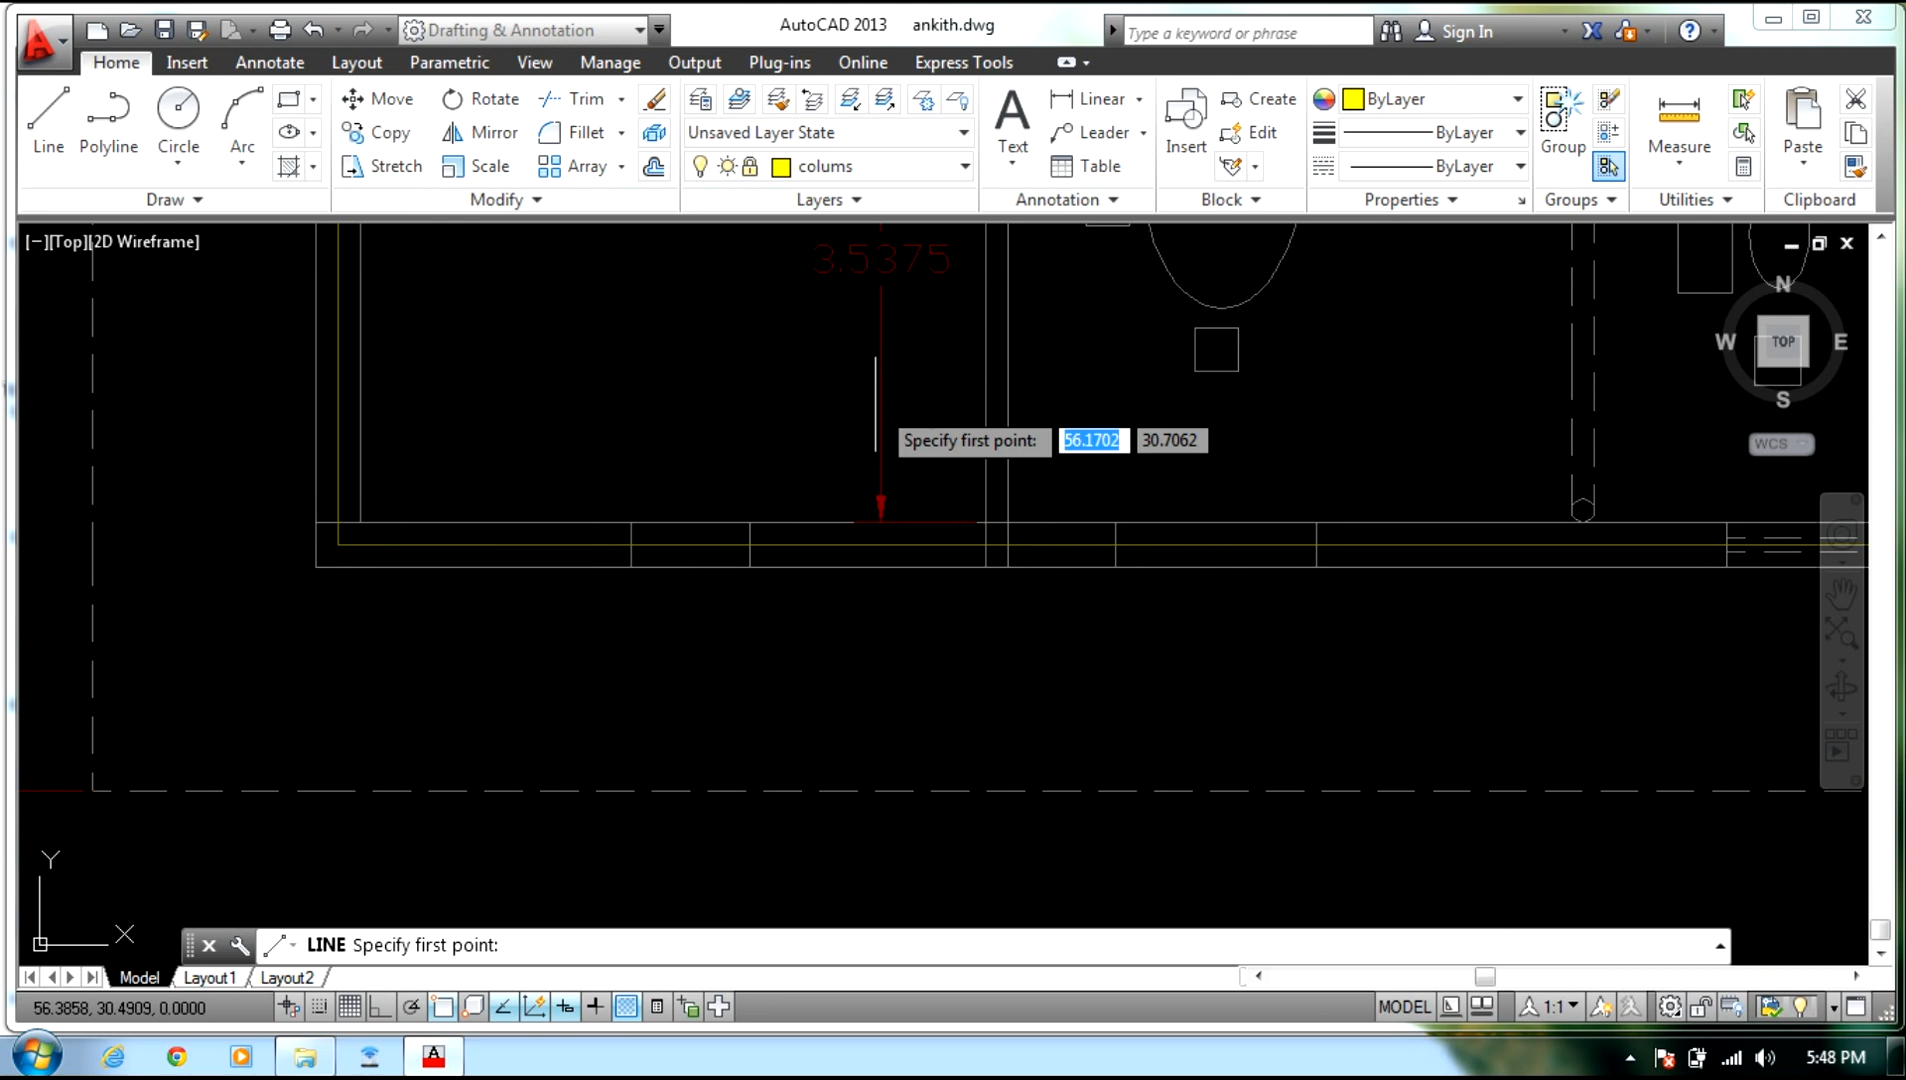 AutoCAD 2013 ankith.dwg
Drafting & Annotation
Type a keyword or phrase
Sign In
Home Insert Annotate Layout Parametric View Manage Output Plug-ins Online Express Tools
Line Polyline Circle Arc
Move Rotate Trim
Copy Mirror Fillet
Stretch Scale Array
Unsaved Layer State
colums
Text
Linear
Leader
Table
Insert
Create
Edit
ByLayer
ByLayer
ByLayer
Group
Measure
Paste
Draw Modify Layers Annotation Block Properties Groups Utilities Clipboard
[−][Top][2D Wireframe]
3.5375
N
W TOP E
S
WCS
Specify first point: 56.1702 30.7062
Y
X
LINE Specify first point:
Model Layout1 Layout2
56.3858, 30.4909, 0.0000
MODEL
1:1
5:48 PM